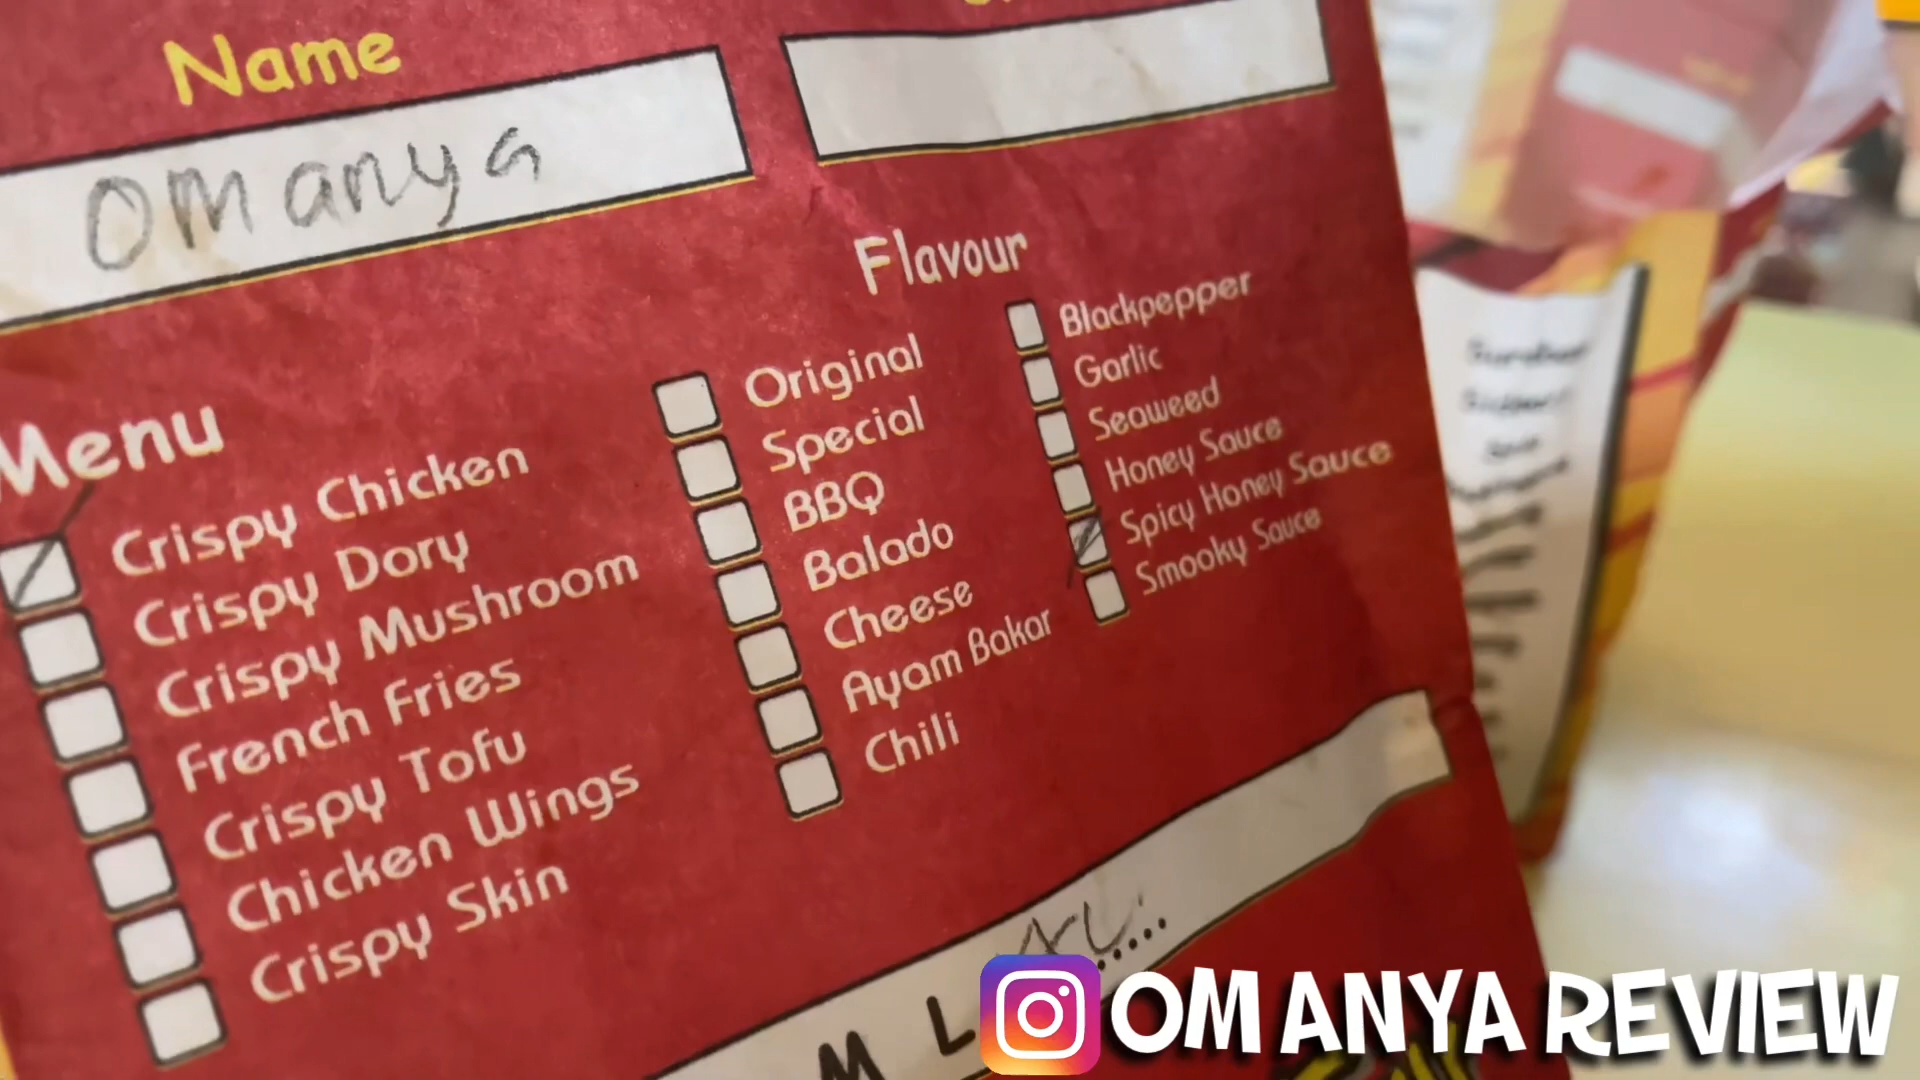 Name
OManya
Menu
Crispy Chicken
Crispy Dory
Crispy Mushroom
French Fries
Crispy Tofu
Chicken Wings
Crispy Skin
Flavour
Original
Special
BBQ
Balado
Cheese
Ayam Bakar
Chili
Blackpepper
Garlic
Seaweed
Honey Sauce
Spicy Honey Sauce
Smooky Sauce
XL
M L
OM ANYA REVIEW